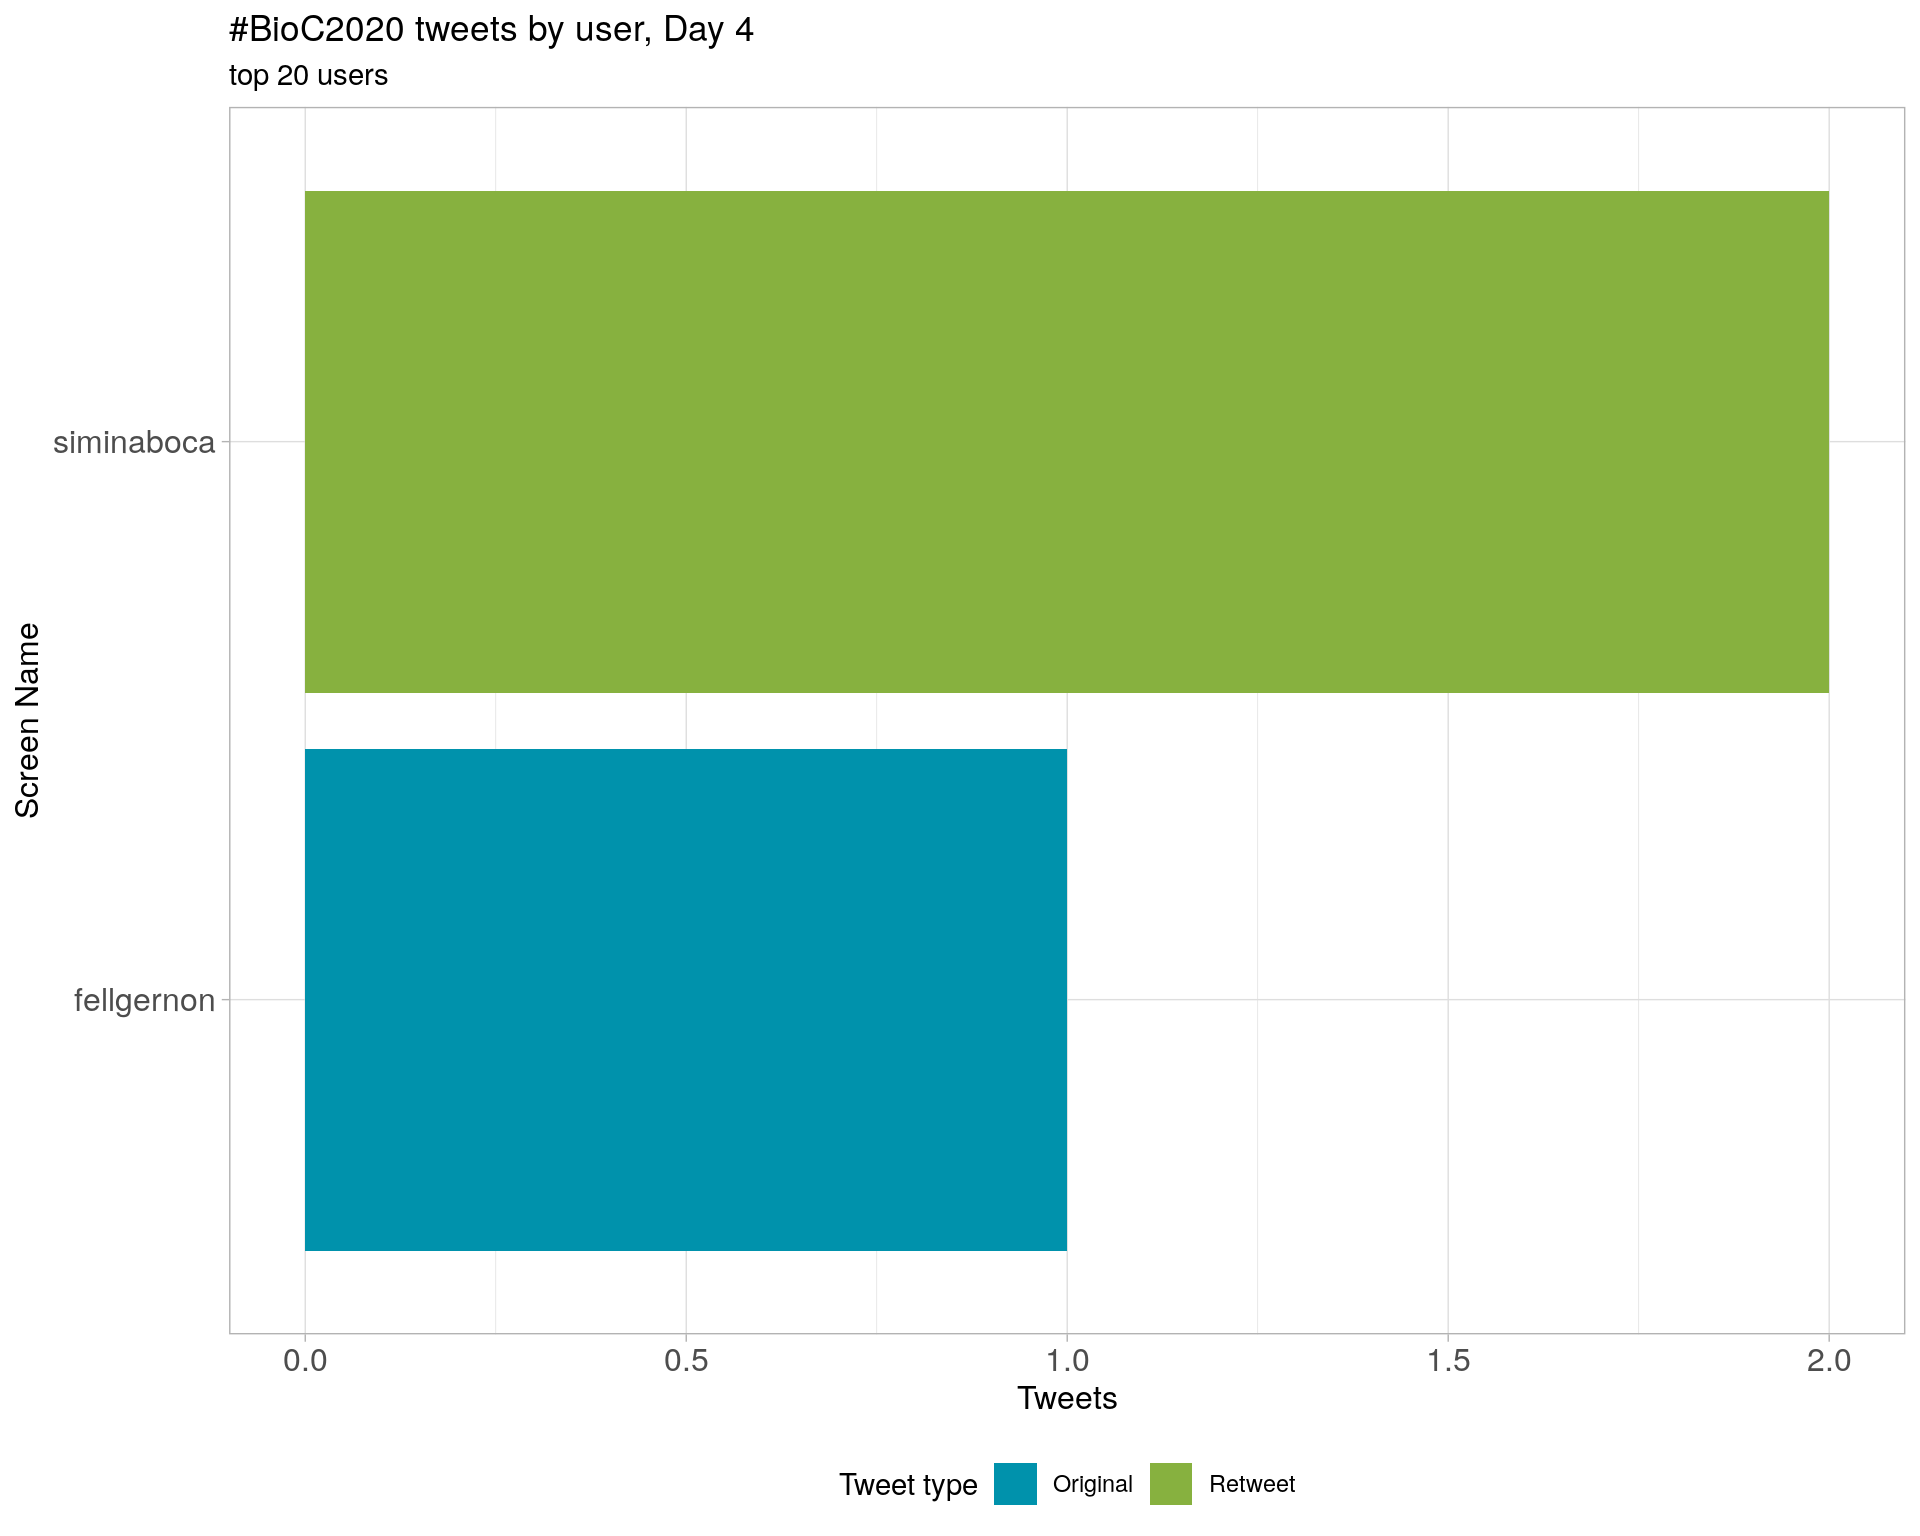 #BioC2020 tweets by user, Day 4
top 20 users
Screen Name
siminaboca
fellgernon
0.0 0.5 1.0 1.5 2.0
Tweets
Tweet type Original Retweet